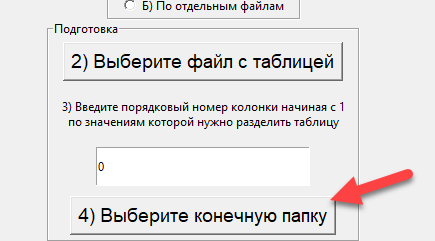 Б) По отдельным файлам
Подготовка
2) Выберите файл с таблицей
3) Введите порядковый номер колонки начиная с 1
по значениям которой нужно разделить таблицу
0
4) Выберите конечную папку